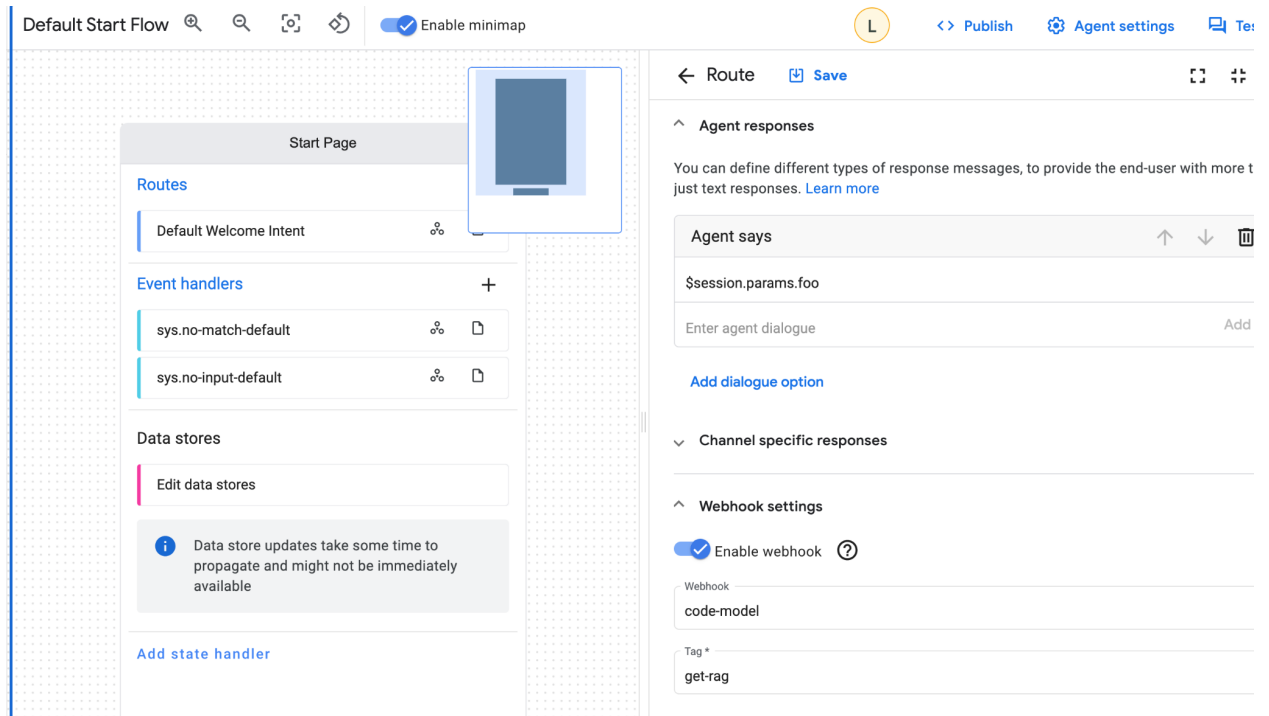 Default Start Flow
Enable minimap
L
<> Publish
Agent settings
Start Page
Routes
Default Welcome Intent
Event handlers
sys.no-match-default
sys.no-input-default
Data stores
Edit data stores
Data store updates take some time to
propagate and might not be immediately
available
Add state handler
Route
Save
Agent responses
You can define different types of response messages, to provide the end-user with more
just text responses. Learn more
Agent says
$session.params.foo
Enter agent dialogue
Add
Add dialogue option
Channel specific responses
Webhook settings
Enable webhook
Webhook
code-model
Tag *
get-rag